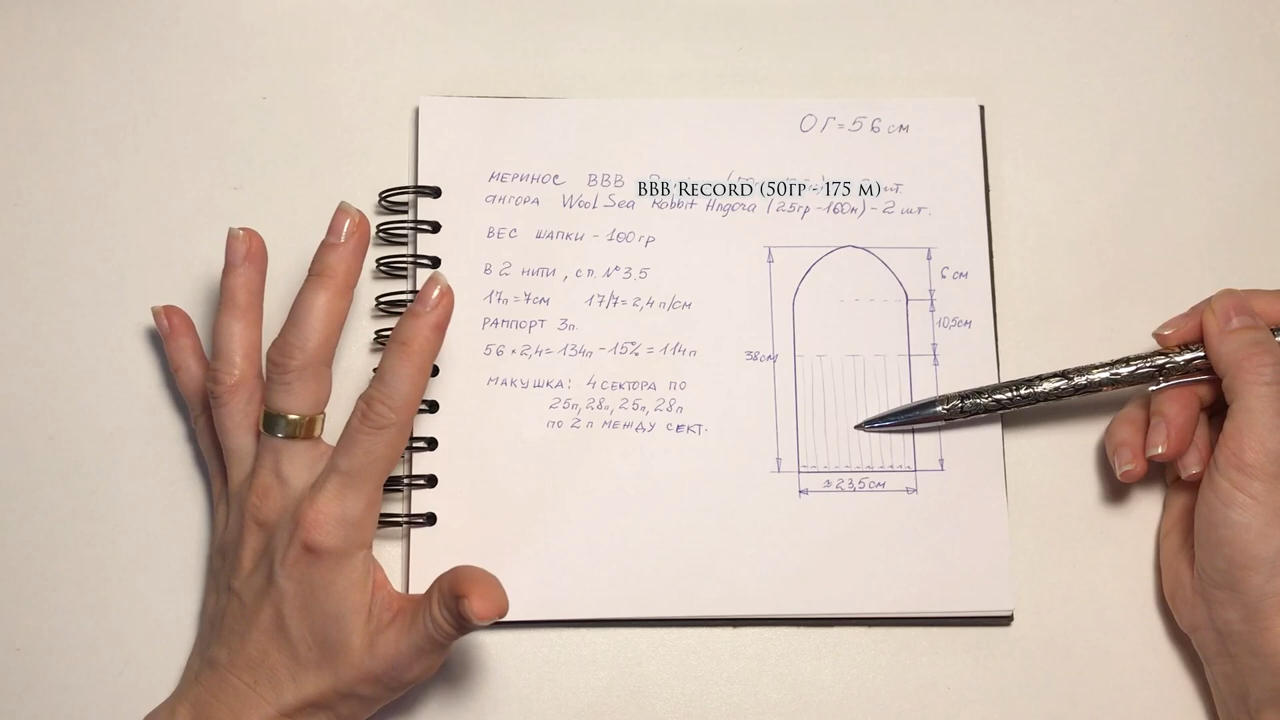 ОГ=56 см
МЕРИНОС BBB
BBB Record (50гр - 175 м)
шт.
АНГОРА Wool Sea Rabbit Angora (25гр-160м) - 2 шт.
ВЕС ШАПКИ - 100гр
В 2 НИТИ, сп. №3,5
17п=7см 17/7=2,4 п/см
РАППОРТ 3п.
56×2,4=134п-15%=114п
МАКУШКА: 4 СЕКТОРА ПО
25п,28п,25п,28п
по 2 п МЕЖДУ СЕКТ.
6 см
10,5см
38см
≈23,5см